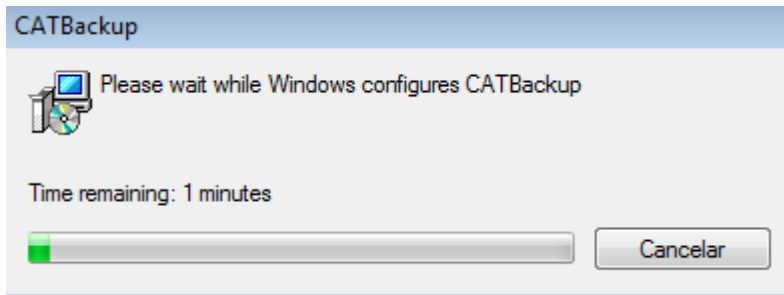 CATBackup
Please wait while Windows configures CATBackup
Time remaining: 1 minutes
Cancelar